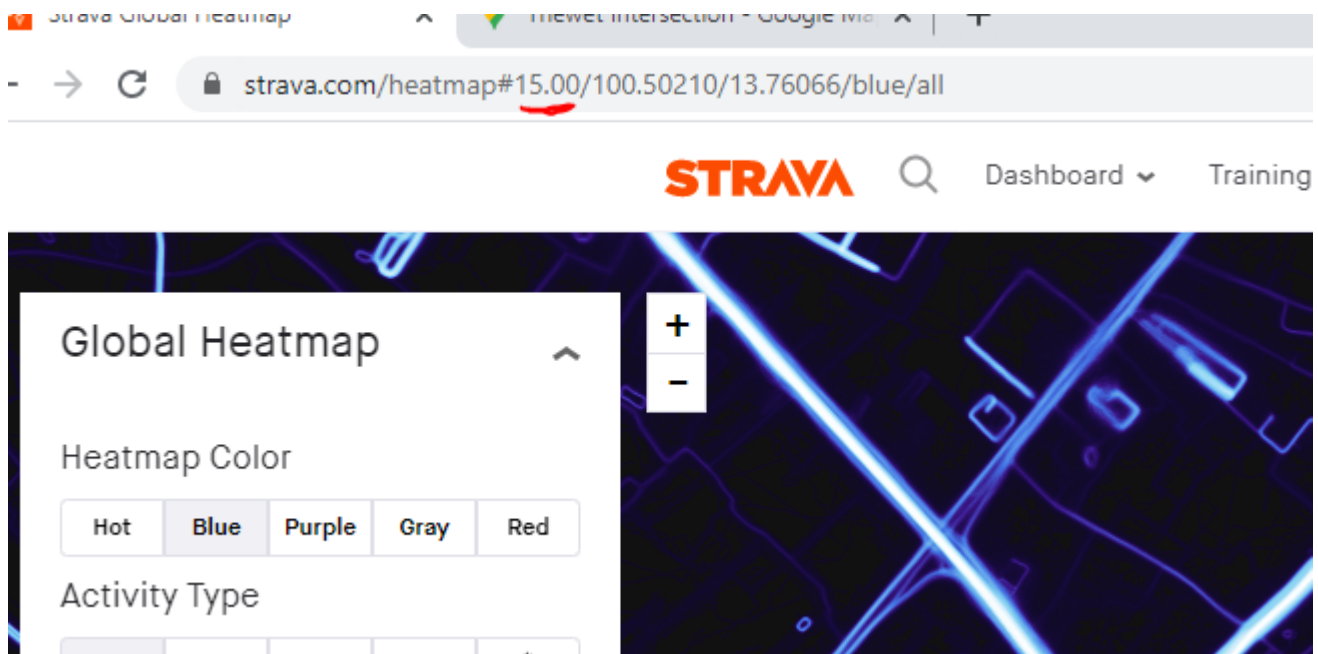 Strava Global Heatmap
Thewet Intersection - Google Ma
strava.com/heatmap#15.00/100.50210/13.76066/blue/all
STRAVA
Dashboard
Training
+
-
Global Heatmap
Heatmap Color
Hot Blue Purple Gray Red
Activity Type